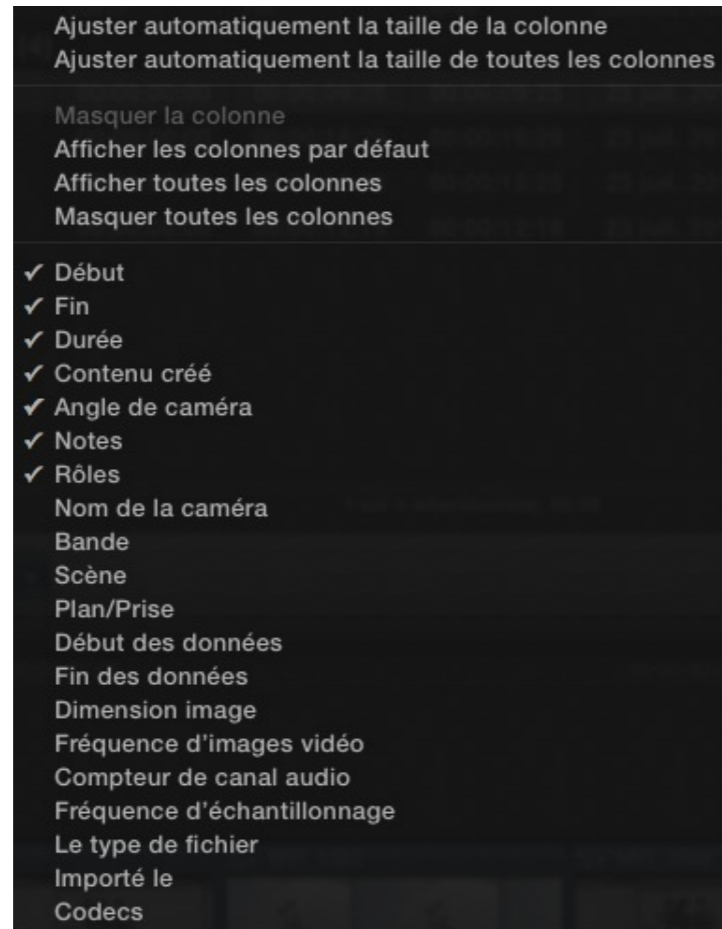 Ajuster automatiquement la taille de la colonne
Ajuster automatiquement la taille de toutes les colonnes
Masquer la colonne
Afficher les colonnes par défaut
Afficher toutes les colonnes
Masquer toutes les colonnes
✓ Début
✓ Fin
✓ Durée
✓ Contenu créé
✓ Angle de caméra
✓ Notes
✓ Rôles
Nom de la caméra
Bande
Scène
Plan/Prise
Début des données
Fin des données
Dimension image
Fréquence d’images vidéo
Compteur de canal audio
Fréquence d’échantillonnage
Le type de fichier
Importé le
Codecs